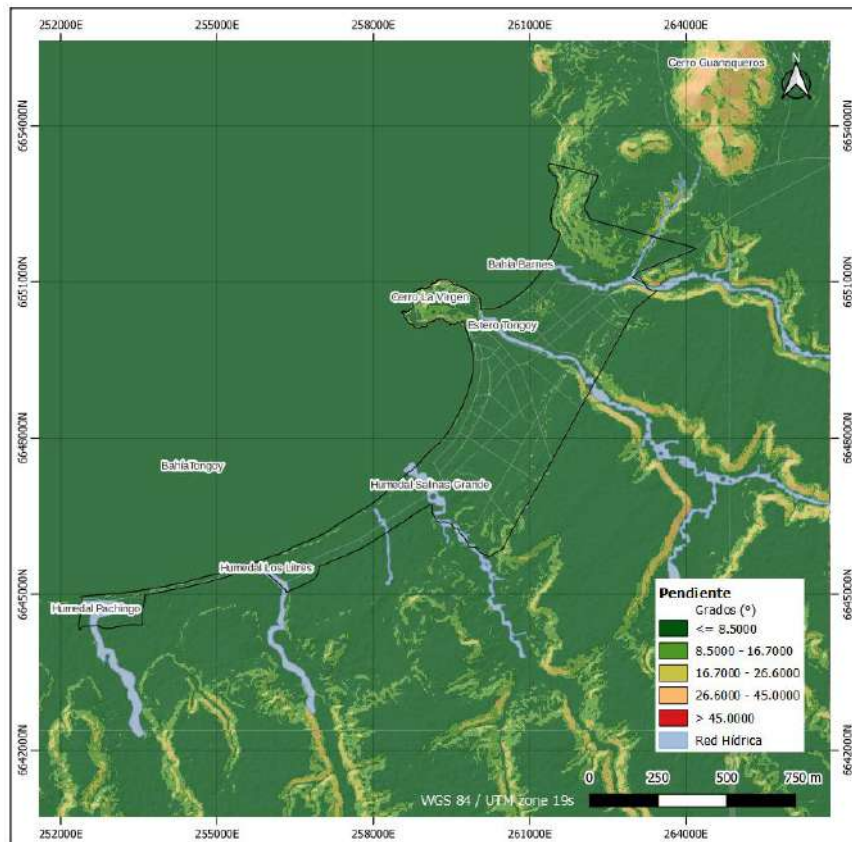 252000E 255000E 258000E 261000E 264000E
Cerro Guanaqueros
N
6654000N 6654000N
Bahía Barnes
6651000N 6651000N
Cerro La Virgen
Estero Tongoy
6648000N 6648000N
BahíaTongoy
Humedal Salinas Grande
Humedal Los Litres
6645000N 6645000N
Humedal Pachingo
Pendiente
Grados (º)
<= 8.5000
8.5000 - 16.7000
16.7000 - 26.6000
26.6000 - 45.0000
> 45.0000
Red Hídrica
6642000N 6642000N
WGS 84 / UTM zone 19s
0 250 500 750 m
252000E 255000E 258000E 261000E 264000E